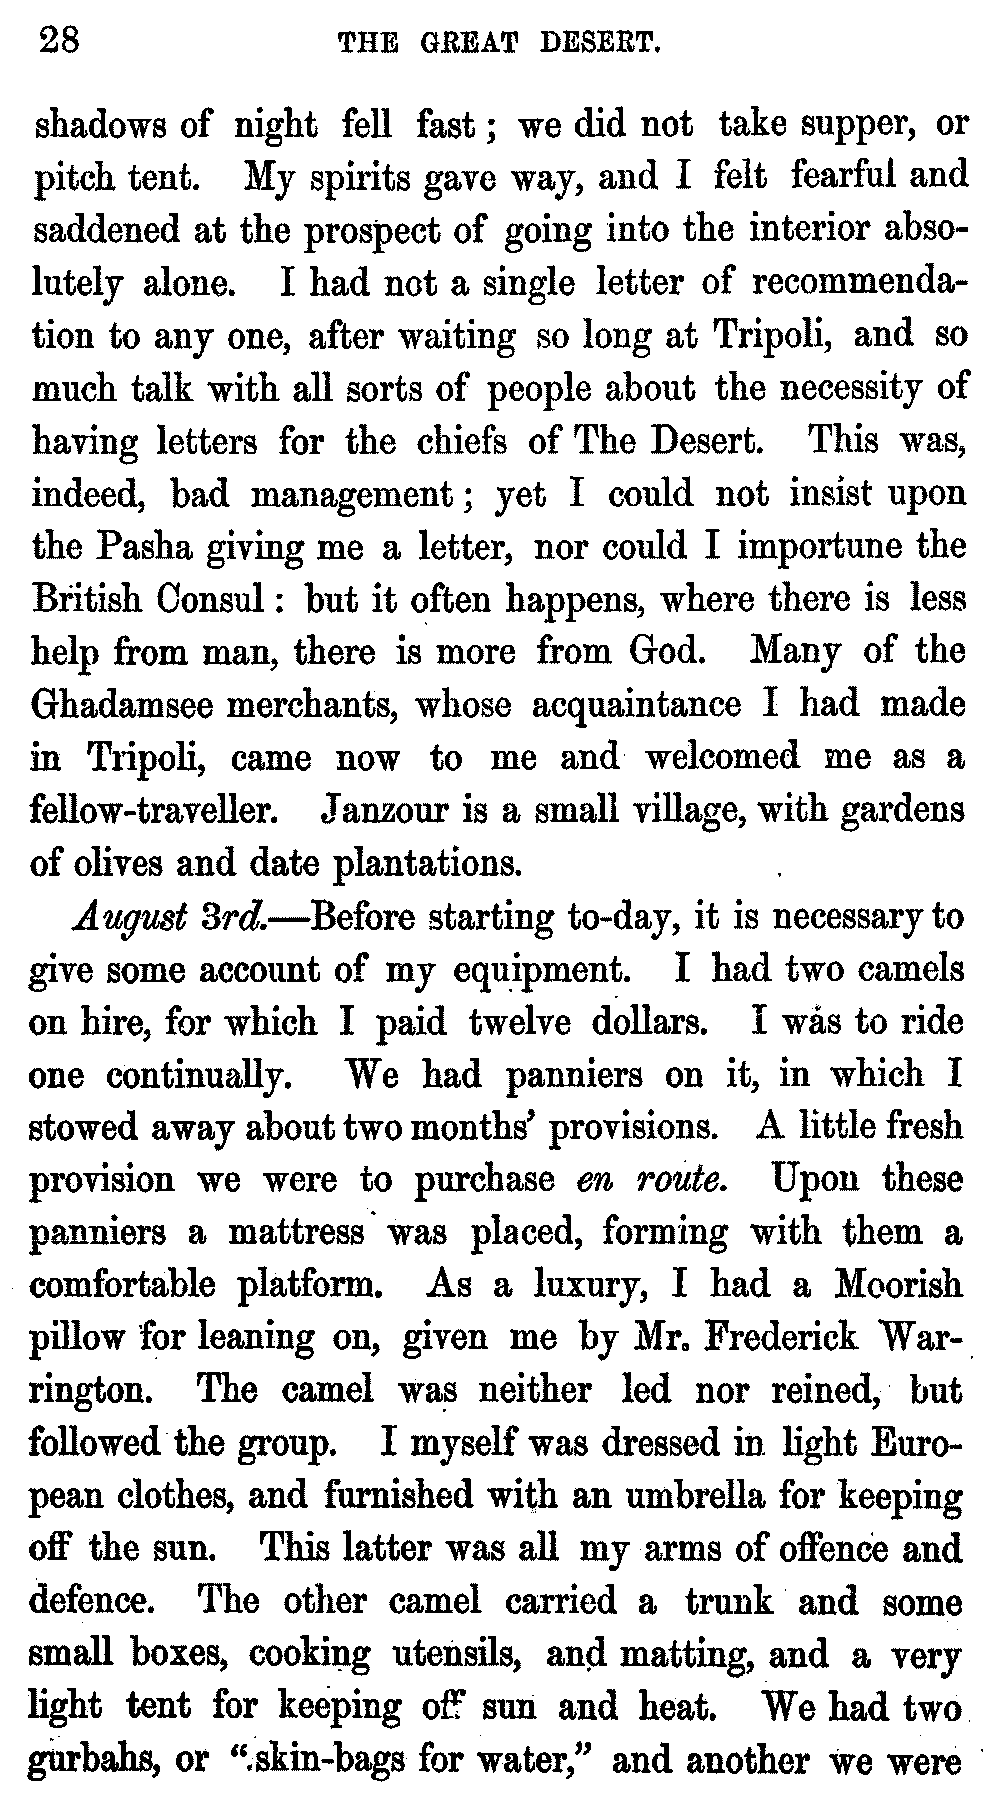 28 THE GREAT DESERT.
shadows of night fell fast ; we did not take supper, or
pitch tent. My spirits gave way, and I felt fearful and
saddened at the prospect of going into the interior abso-
lutely alone. I had not a single letter of recommenda-
tion to any one, after waiting so long at Tripoli, and so
much talk with all sorts of people about the necessity of
having letters for the chiefs of The Desert. This was,
indeed, bad management ; yet I could not insist upon
the Pasha giving me a letter, nor could I importune the
British Consul : but it often happens, where there is less
help from man, there is more from God. Many of the
Ghadamsee merchants, whose acquaintance I had made
in Tripoli, came now to me and welcomed me as a
fellow-traveller. Janzour is a small village, with gardens
of olives and date plantations.
August 3rd.—Before starting to-day, it is necessary to
give some account of my equipment. I had two camels
on hire, for which I paid twelve dollars. I was to ride
one continually. We had panniers on it, in which I
stowed away about two months' provisions. A little fresh
provision we were to purchase en route. Upon these
panniers a mattress was placed, forming with them a
comfortable platform. As a luxury, I had a Moorish
pillow for leaning on, given me by Mr. Frederick War-
rington. The camel was neither led nor reined, but
followed the group. I myself was dressed in light Euro-
pean clothes, and furnished with an umbrella for keeping
off the sun. This latter was all my arms of offence and
defence. The other camel carried a trunk and some
small boxes, cooking utensils, and matting, and a very
light tent for keeping off sun and heat. We had two
gurbahs, or "skin-bags for water," and another we were